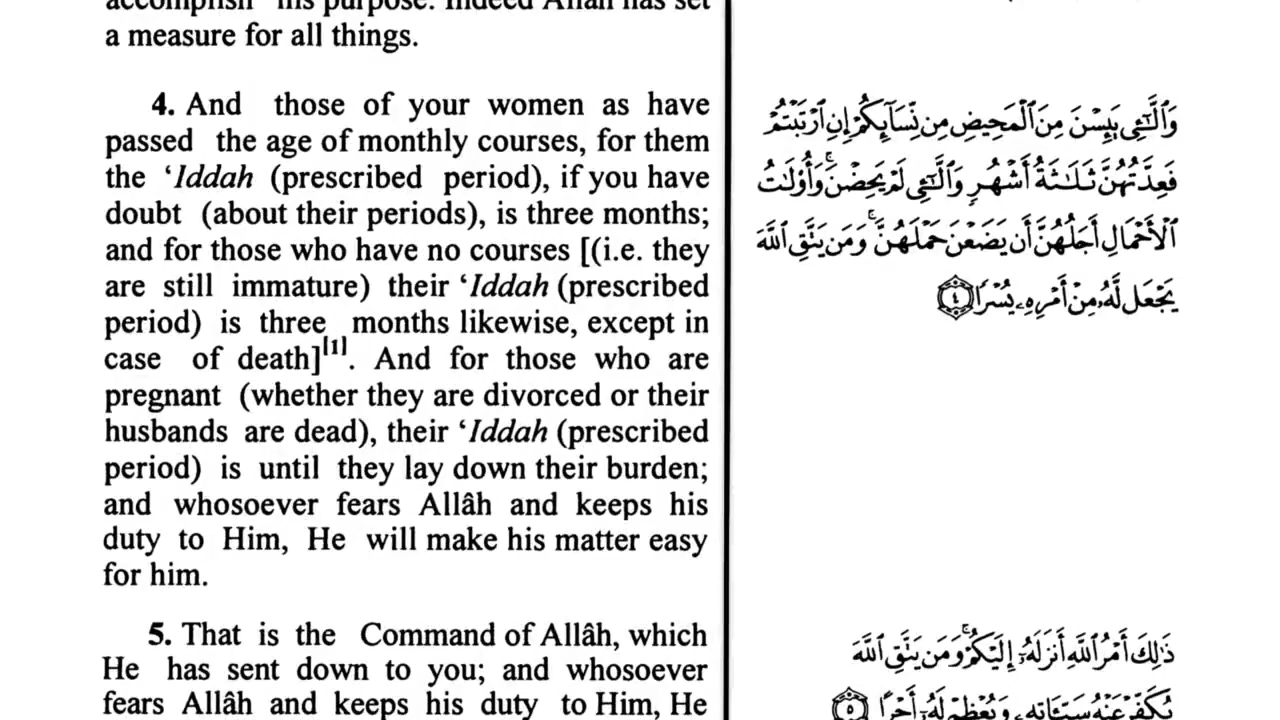 accomplish his purpose. Indeed Allâh has set
a measure for all things.
4. And those of your women as have
passed the age of monthly courses, for them
the ‘Iddah (prescribed period), if you have
doubt (about their periods), is three months;
and for those who have no courses [(i.e. they
are still immature) their ‘Iddah (prescribed
period) is three months likewise, except in
case of death][1]. And for those who are
pregnant (whether they are divorced or their
husbands are dead), their ‘Iddah (prescribed
period) is until they lay down their burden;
and whosoever fears Allâh and keeps his
duty to Him, He will make his matter easy
for him.
5. That is the Command of Allâh, which
He has sent down to you; and whosoever
fears Allâh and keeps his duty to Him, He
وَٱلَّـٰٓـِٔى يَئِسْنَ مِنَ ٱلْمَحِيضِ مِن نِّسَآئِكُمْ إِنِ ٱرْتَبْتُمْ
فَعِدَّتُهُنَّ ثَلَـٰثَةُ أَشْهُرٍ وَٱلَّـٰٓـِٔى لَمْ يَحِضْنَ ۚ وَأُو۟لَـٰتُ
ٱلْأَحْمَالِ أَجَلُهُنَّ أَن يَضَعْنَ حَمْلَهُنَّ ۚ وَمَن يَتَّقِ ٱللَّهَ
يَجْعَل لَّهُۥ مِنْ أَمْرِهِۦ يُسْرًا ٤
ذَٰلِكَ أَمْرُ ٱللَّهِ أَنزَلَهُۥٓ إِلَيْكُمْ ۚ وَمَن يَتَّقِ ٱللَّهَ
يُكَفِّرْ عَنْهُ سَيِّـَٔاتِهِۦ وَيُعْظِمْ لَهُۥٓ أَجْرًا ٥